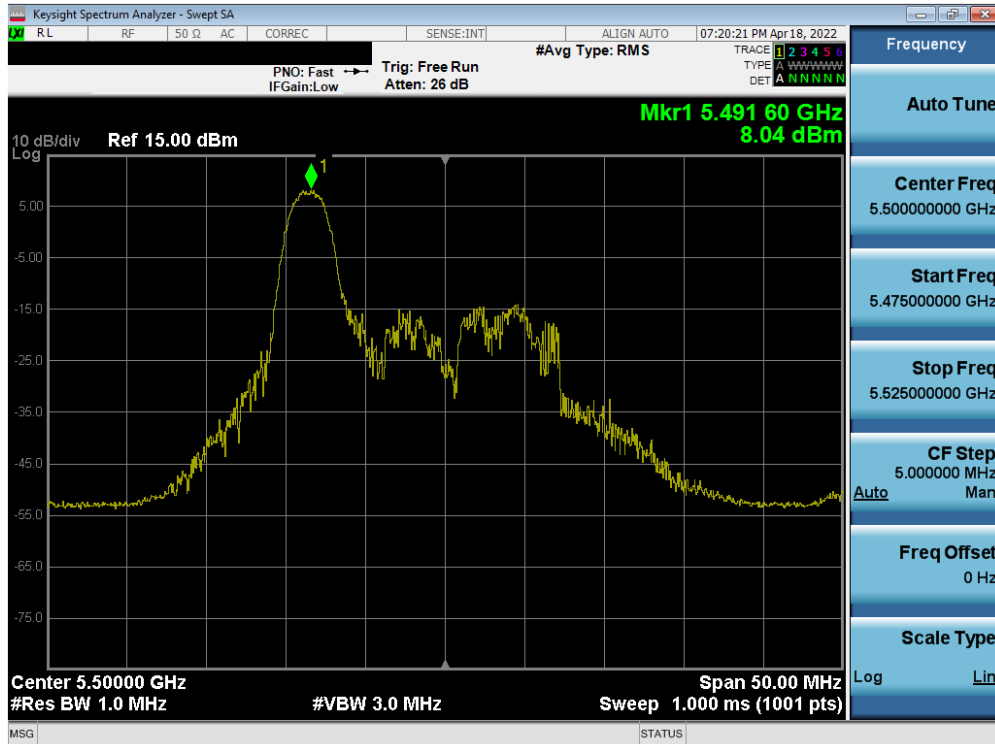 Keysight Spectrum Analyzer - Swept SA
LXI RL RF 50 Ω AC CORREC SENSE:INT ALIGN AUTO 07:20:21 PM Apr 18, 2022
#Avg Type: RMS TRACE 1 2 3 4 5 6
PNO: Fast Trig: Free Run TYPE A WWWWW
IFGain:Low Atten: 26 dB DET A N N N N N
Mkr1 5.491 60 GHz
8.04 dBm
10 dB/div Ref 15.00 dBm
Log
1
5.00
-5.00
-15.0
-25.0
-35.0
-45.0
-55.0
-65.0
-75.0
Center 5.50000 GHz Span 50.00 MHz
#Res BW 1.0 MHz #VBW 3.0 MHz Sweep 1.000 ms (1001 pts)
MSG STATUS
Frequency
Auto Tune
Center Freq
5.500000000 GHz
Start Freq
5.475000000 GHz
Stop Freq
5.525000000 GHz
CF Step
5.000000 MHz
Auto Man
Freq Offset
0 Hz
Scale Type
Log Lin